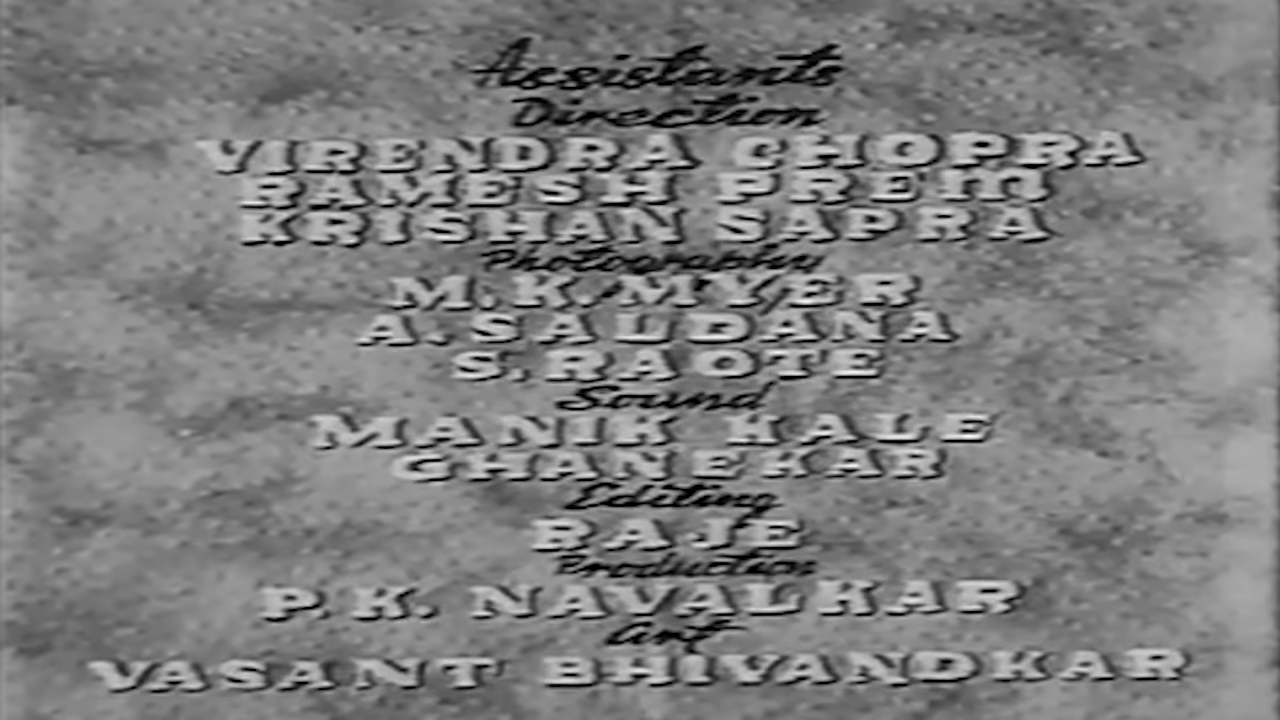 Assistants
Direction
VIRENDRA CHOPRA
RAMESH PREM
KRISHAN SAPRA
Photography
M. K. MYER
A. SALDANA
S. RAOTE
Sound
MANIK KALE
GHANEKAR
Editing
RAJE
Production
P. K. NAVALKAR
Art
VASANT BHIVANDKAR